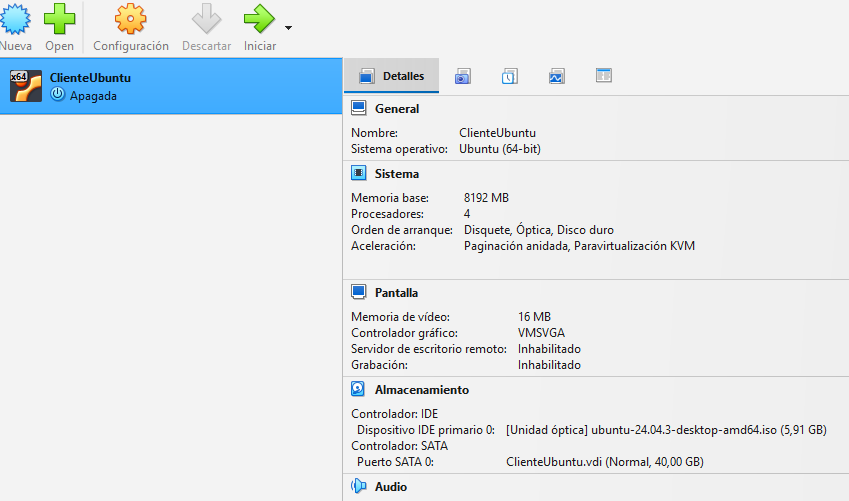 Nueva Open Configuración Descartar Iniciar
x64 ClienteUbuntu
Apagada
Detalles
General
Nombre: ClienteUbuntu
Sistema operativo: Ubuntu (64-bit)
Sistema
Memoria base: 8192 MB
Procesadores: 4
Orden de arranque: Disquete, Óptica, Disco duro
Aceleración: Paginación anidada, Paravirtualización KVM
Pantalla
Memoria de vídeo: 16 MB
Controlador gráfico: VMSVGA
Servidor de escritorio remoto: Inhabilitado
Grabación: Inhabilitado
Almacenamiento
Controlador: IDE
Dispositivo IDE primario 0: [Unidad óptica] ubuntu-24.04.3-desktop-amd64.iso (5,91 GB)
Controlador: SATA
Puerto SATA 0: ClienteUbuntu.vdi (Normal, 40,00 GB)
Audio